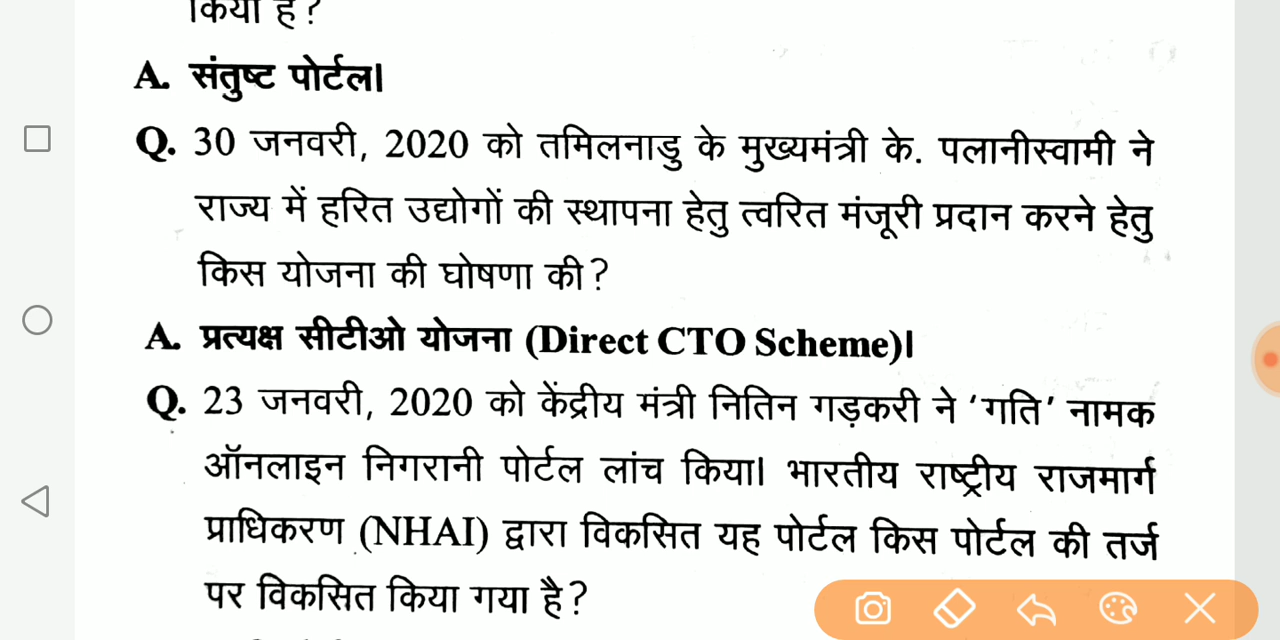 किया है?
A. संतुष्ट पोर्टल।
Q. 30 जनवरी, 2020 को तमिलनाडु के मुख्यमंत्री के. पलानीस्वामी ने
राज्य में हरित उद्योगों की स्थापना हेतु त्वरित मंजूरी प्रदान करने हेतु
किस योजना की घोषणा की?
A. प्रत्यक्ष सीटीओ योजना (Direct CTO Scheme)।
Q. 23 जनवरी, 2020 को केंद्रीय मंत्री नितिन गड़करी ने 'गति' नामक
ऑनलाइन निगरानी पोर्टल लांच किया। भारतीय राष्ट्रीय राजमार्ग
प्राधिकरण (NHAI) द्वारा विकसित यह पोर्टल किस पोर्टल की तर्ज
पर विकसित किया गया है?